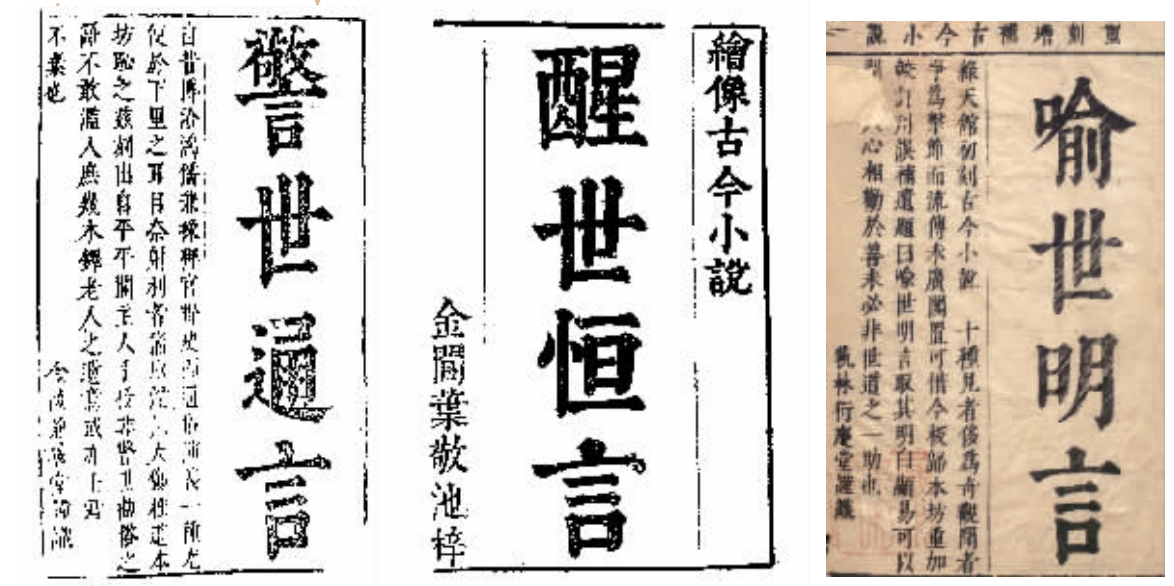 警世通言
自昔博洽鴻儒兼採稗官野史而通俗演義一種尤
便於下里之耳目奈射利者而取淫詞大傷雅道本
坊恥之茲刻出自平平閣主人手授非警世勸俗之
語不敢濫入庶幾木鐸老人之遺意或亦士君
不棄也
金陵兼善堂謹識
繪像古今小說
醒世恒言
金閶葉敬池梓
重刻增補古今小說
喻世明言
綠天館初刻古今小說 十種見者侈為奇觀聞者
爭為擊節而流傳未廣閣置可惜今板歸本坊重加
校訂刊誤補遺題曰喻世明言取其明白顯易可以
人心相勸於善未必非世道之一助也
藝林衍慶堂謹識